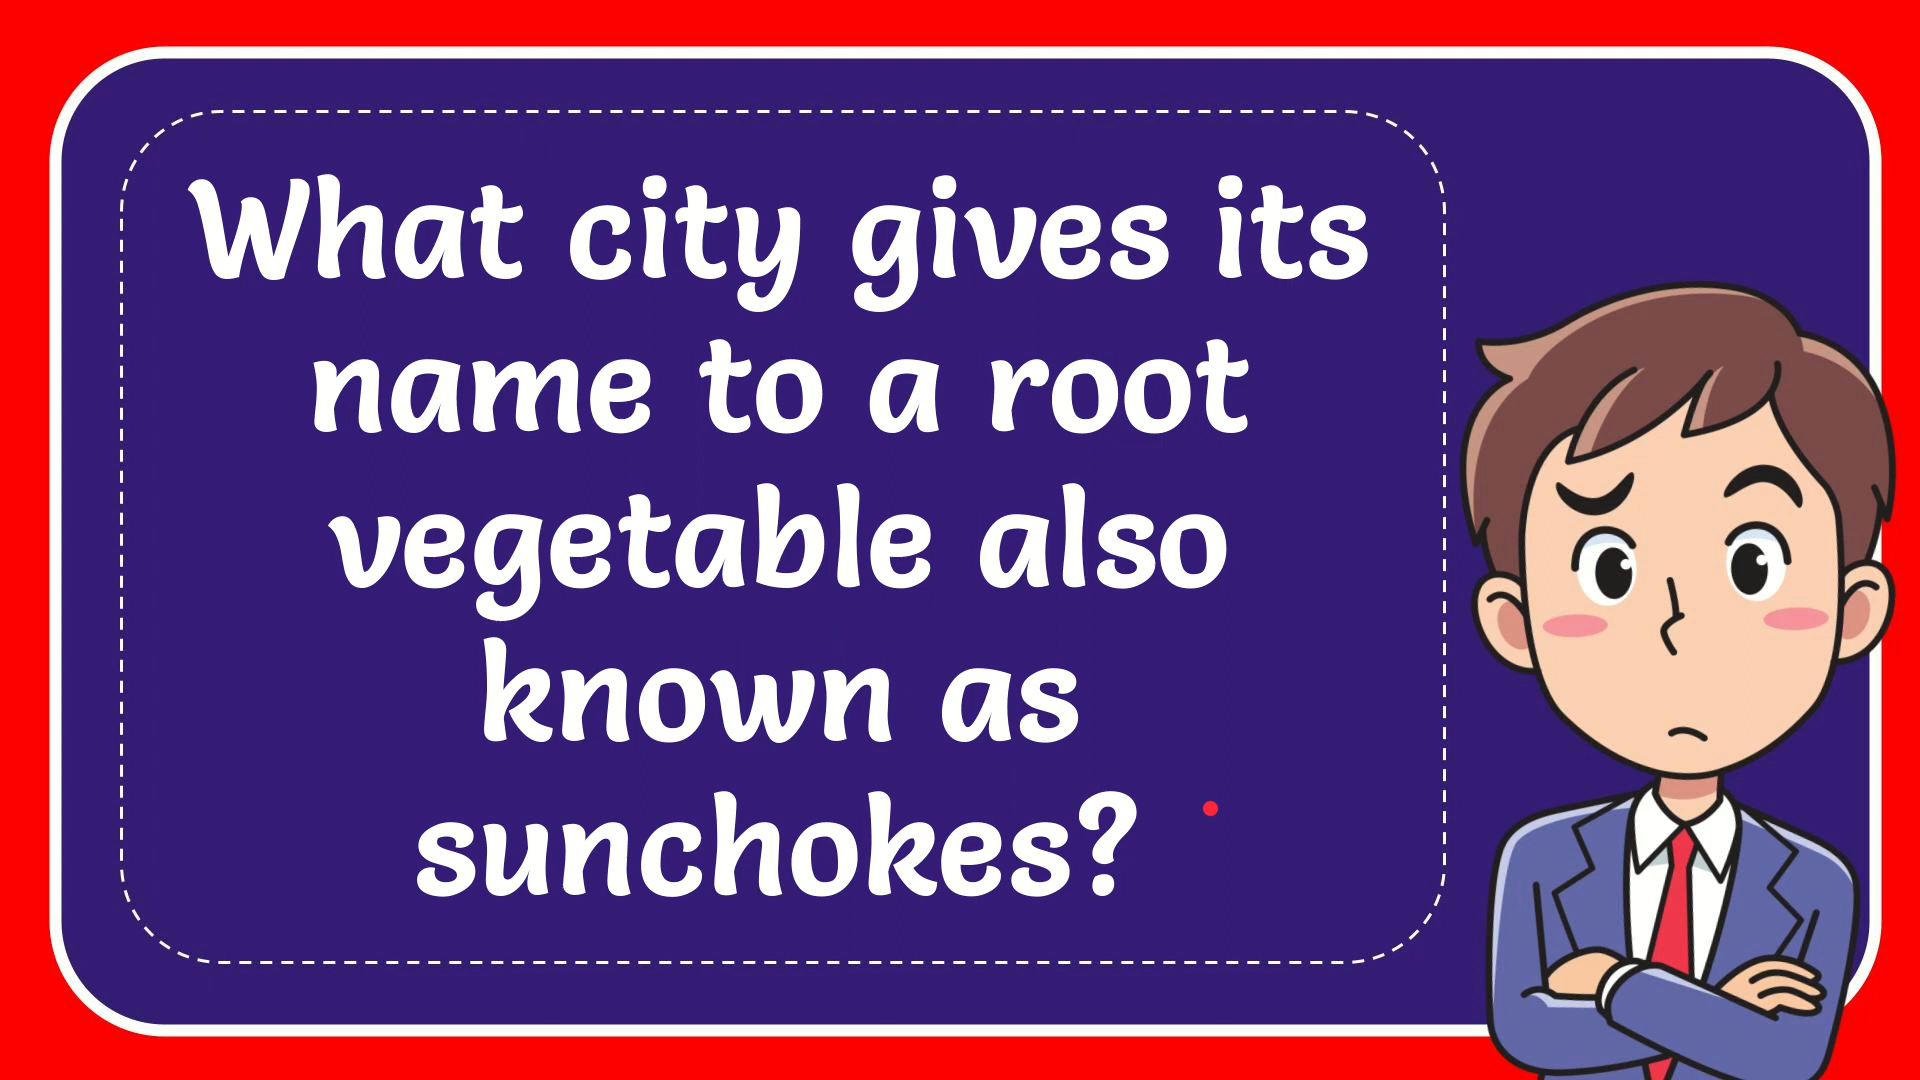 What city gives its
name to a root
vegetable also
known as
sunchokes?